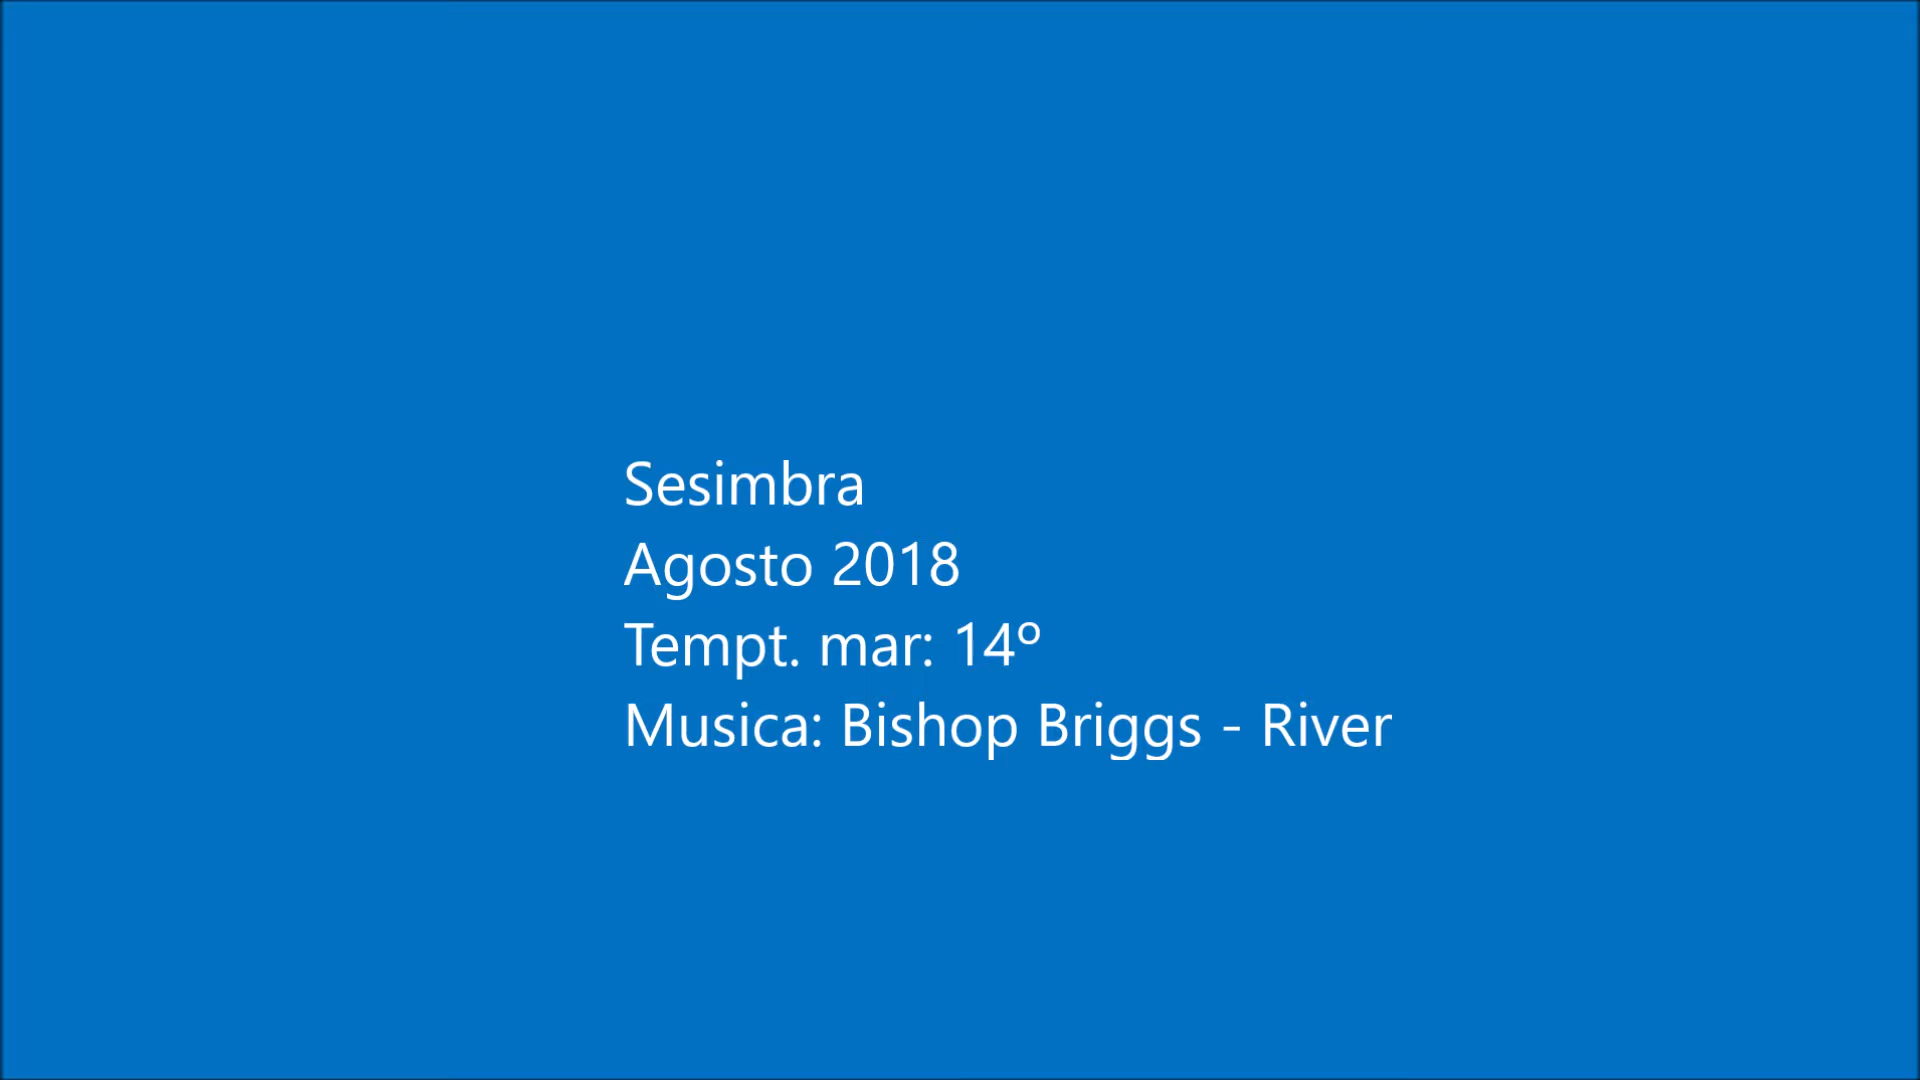 Sesimbra
Agosto 2018
Tempt. mar: 14º
Musica: Bishop Briggs - River